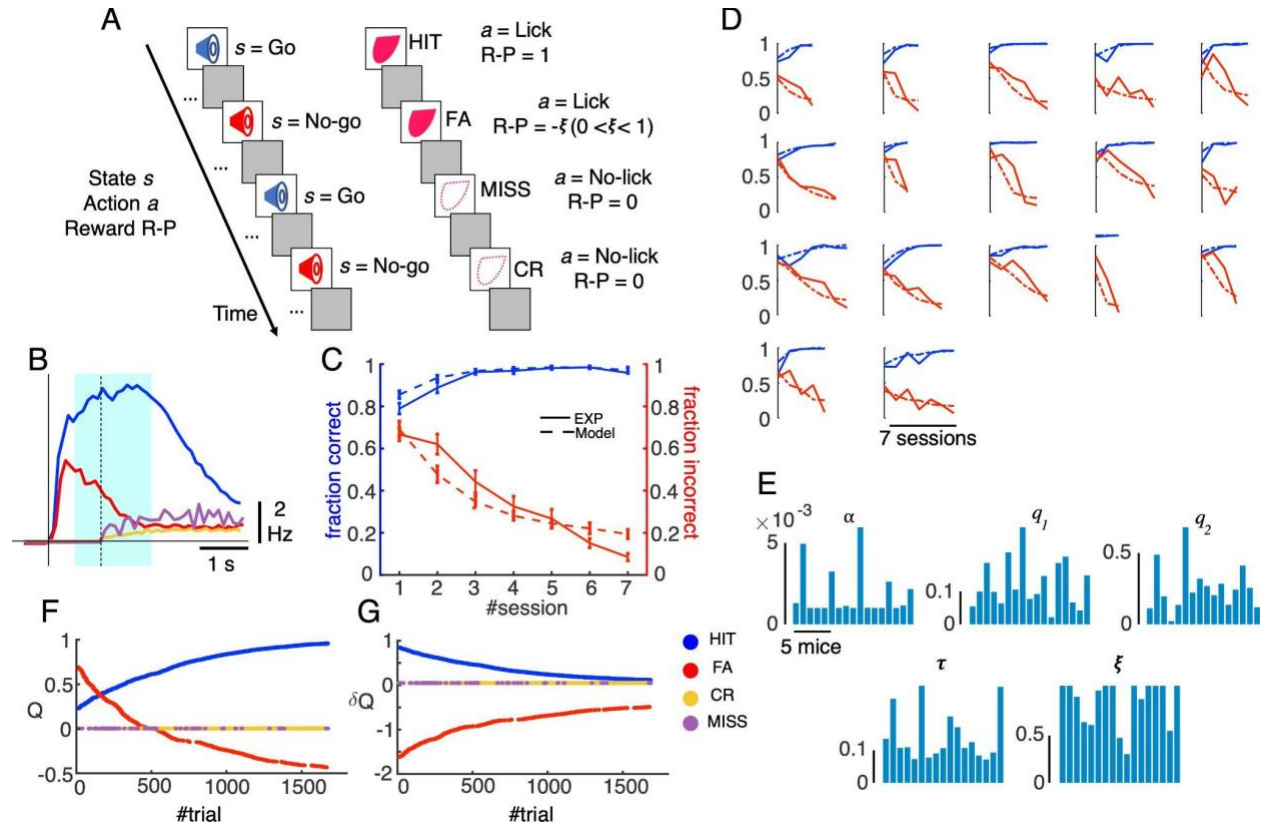 A
s = Go
HIT
a = Lick
R-P = 1
...
s = No-go
FA
a = Lick
R-P = -ξ (0 <ξ< 1)
...
s = Go
MISS
a = No-lick
R-P = 0
State s
Action a
Reward R-P
...
s = No-go
CR
a = No-lick
R-P = 0
Time
...
B
2
Hz
1 s
C
fraction correct
1
0.8
0.6
0.4
0.2
0
EXP
Model
1
0.8
0.6
0.4
0.2
0
fraction incorrect
1 2 3 4 5 6 7
#session
D
1
0.5
0
1
0.5
0
1
0.5
0
1
0.5
0
7 sessions
E
×10⁻³
α
5
0
5 mice
q₁
0.1
0
q₂
0.5
0
τ
0.1
0
ξ
0.5
0
F
1
0.5
0
-0.5
Q
0 500 1000 1500
#trial
G
1
0
-1
-2
δQ
0 500 1000 1500
#trial
HIT
FA
CR
MISS